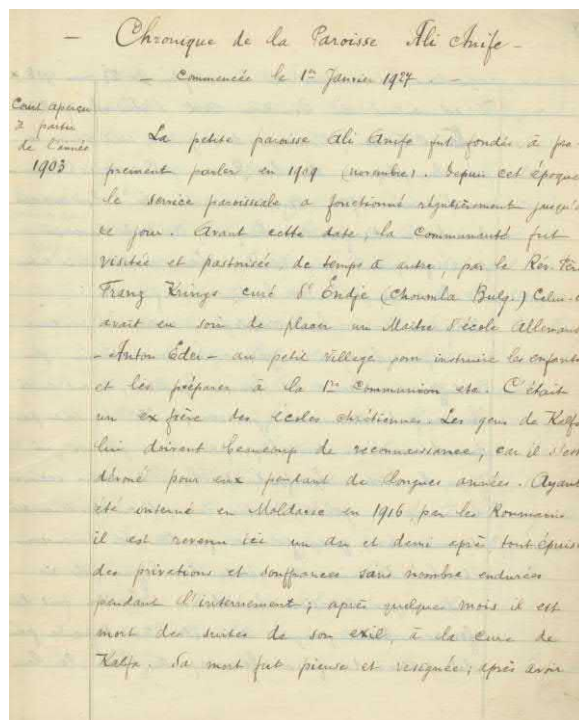 — Chronique de la Paroisse Ali Anife —
— Commencée le 1er Janvier 1927 —
Court aperçu
à partir
de l'année
1903
La petite paroisse Ali Anife fut fondée à pro-
prement parler, en 1909 (novembre). Depuis cet époque
le service paroissiale a fonctionné régulièrement jusqu'à
ce jour. Avant cette date, la communauté fut
visitée et pastorisée, de temps à autre, par le Rév. Père
Franz Krings curé d'Endje (Choumla Bulg.) Celui-c
avait eu soin de placer un Maître d'école Allemand
- Anton Eder - au petit village pour instruire les enfants
et les préparer à la 1re Communion etc. C'était
un ex frère des écoles chrétiennes. Les gens de Kalfa
lui doivent beaucoup de reconnaissance; car il s'est
dévoué pour eux pendant de longues années. Ayant
été interné en Moldavie en 1916, par les Roumains
il est revenu ici un an et demi après tout épuisé
des privations et souffrances sans nombre endurées
pendant l'internement; après quelques mois il est
mort des suites de son exil, à la cure de
Kalfa. Sa mort fut pieuse et resignée; après avoir